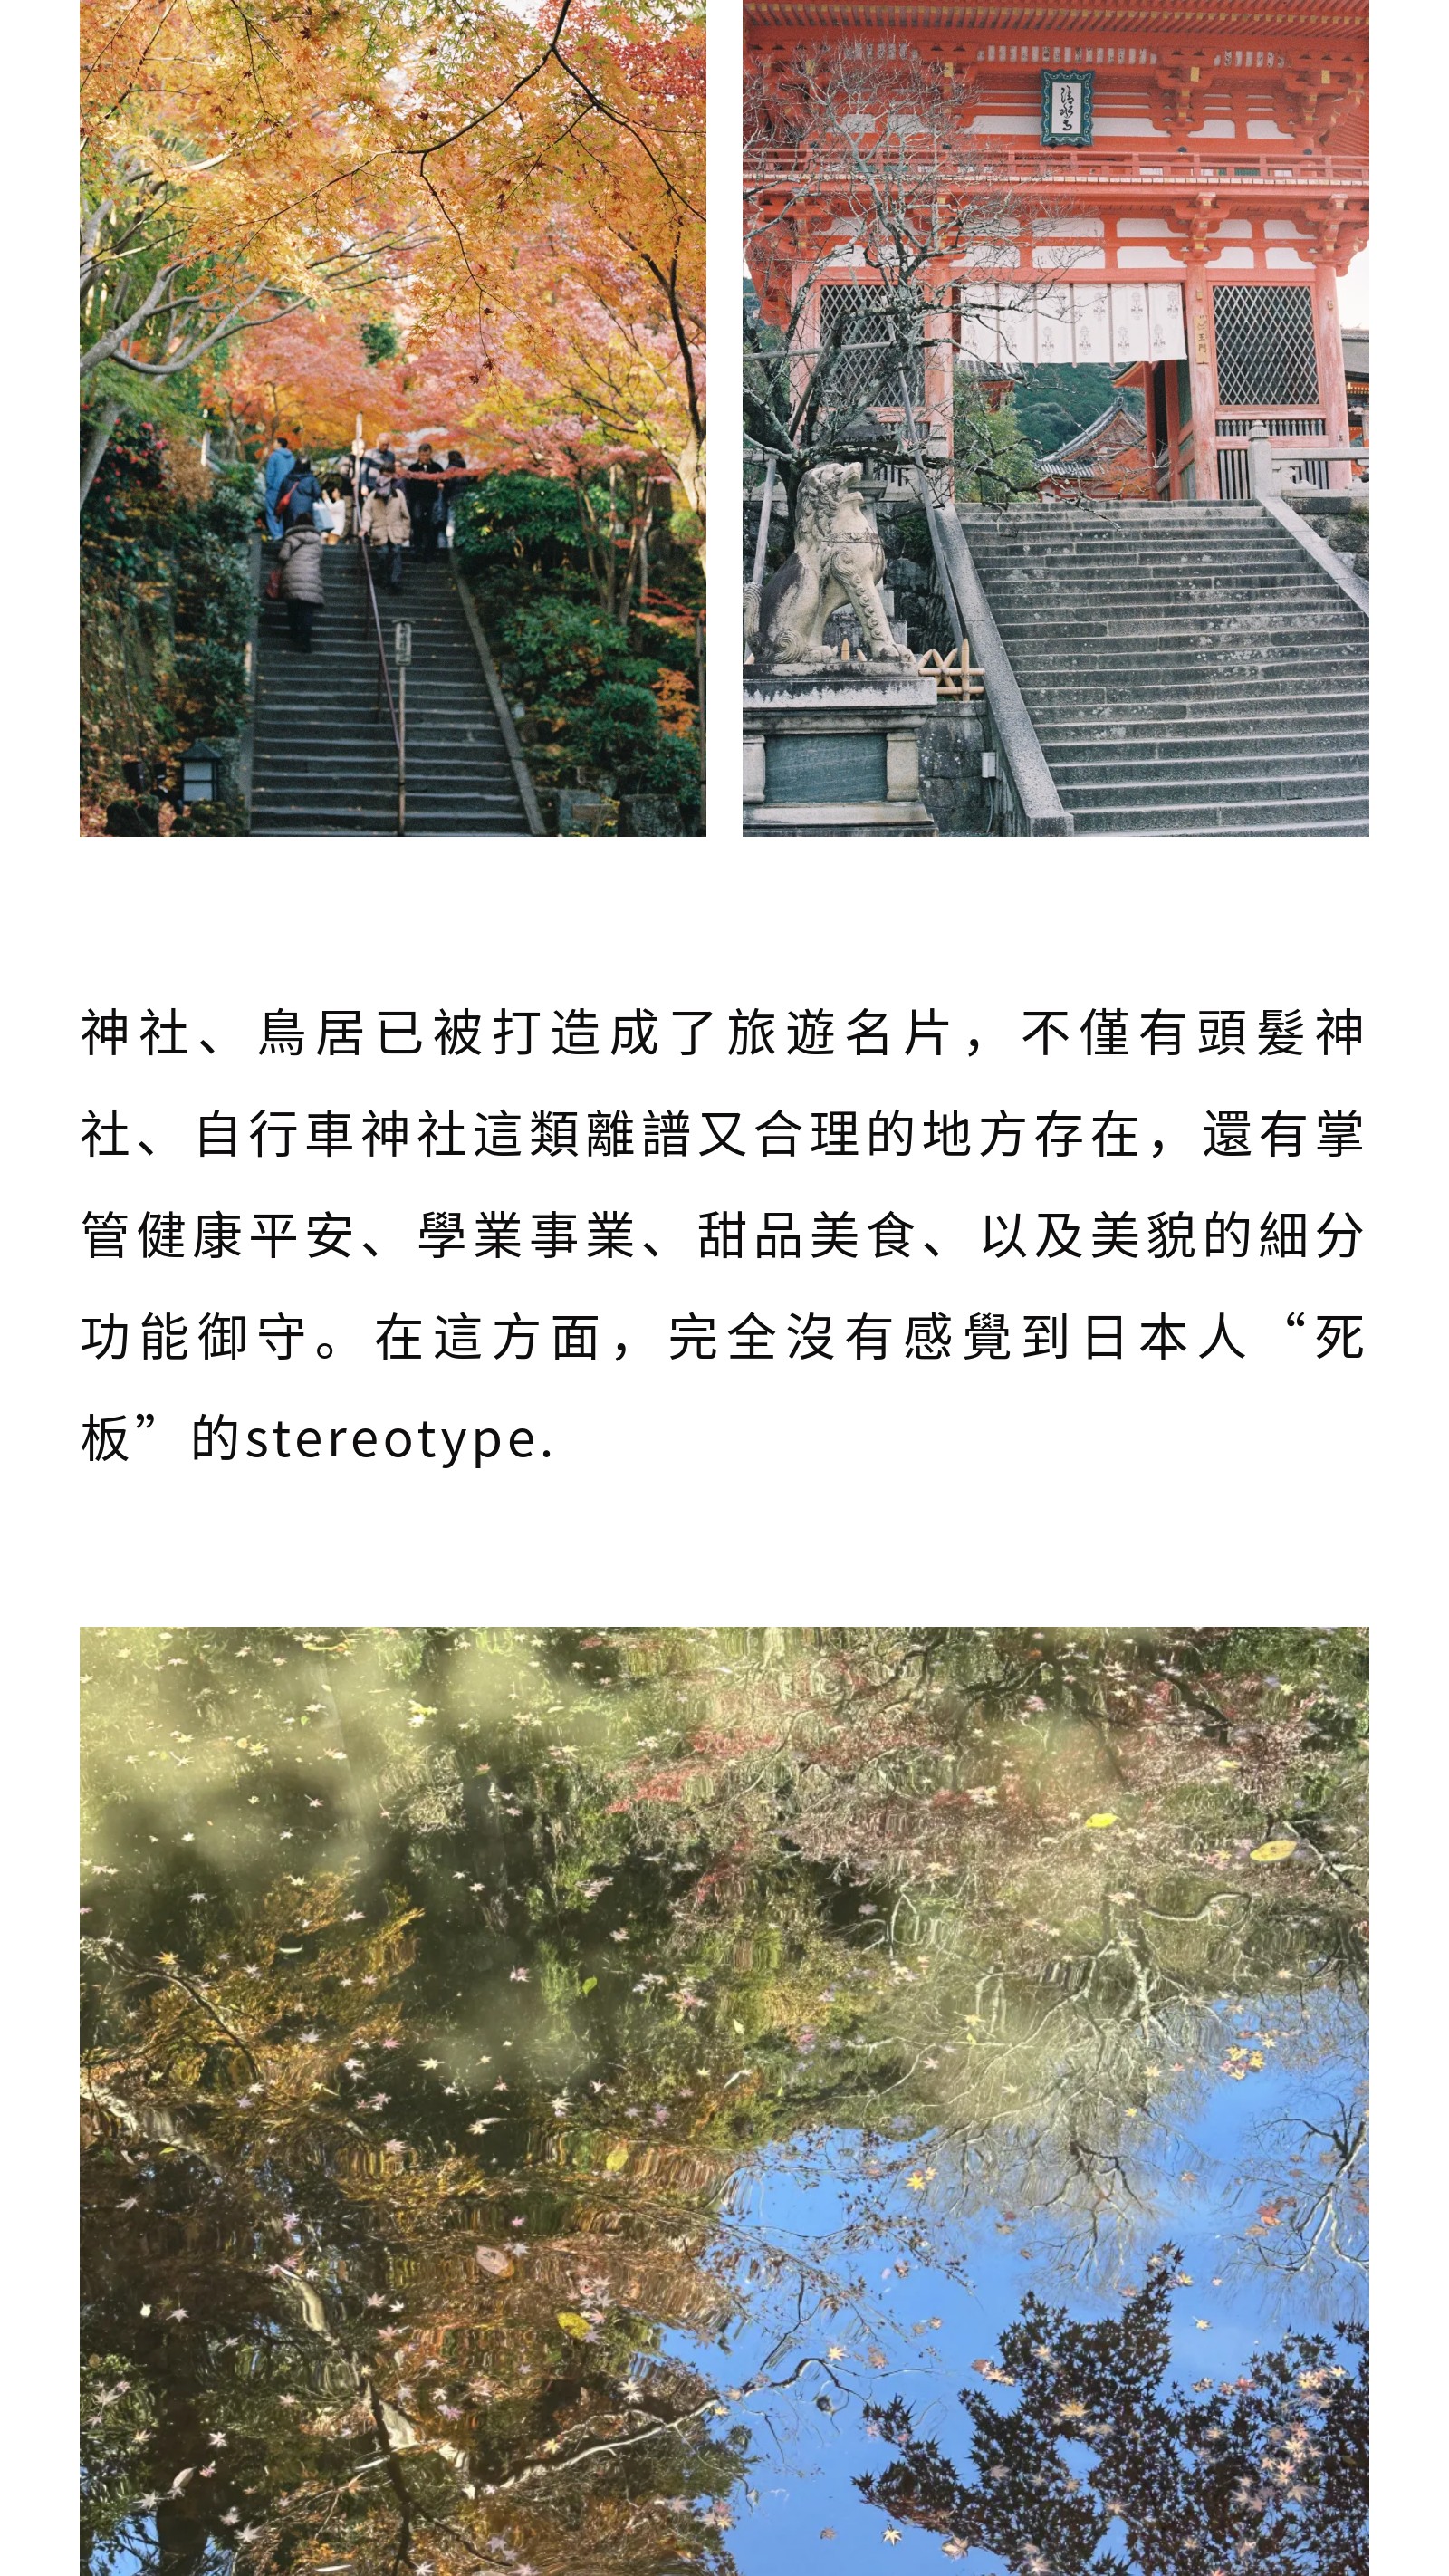 清水寺
神社、鳥居已被打造成了旅遊名片，不僅有頭髮神
社、自行車神社這類離譜又合理的地方存在，還有掌
管健康平安、學業事業、甜品美食、以及美貌的細分
功能御守。在這方面，完全沒有感覺到日本人“死
板”的stereotype.